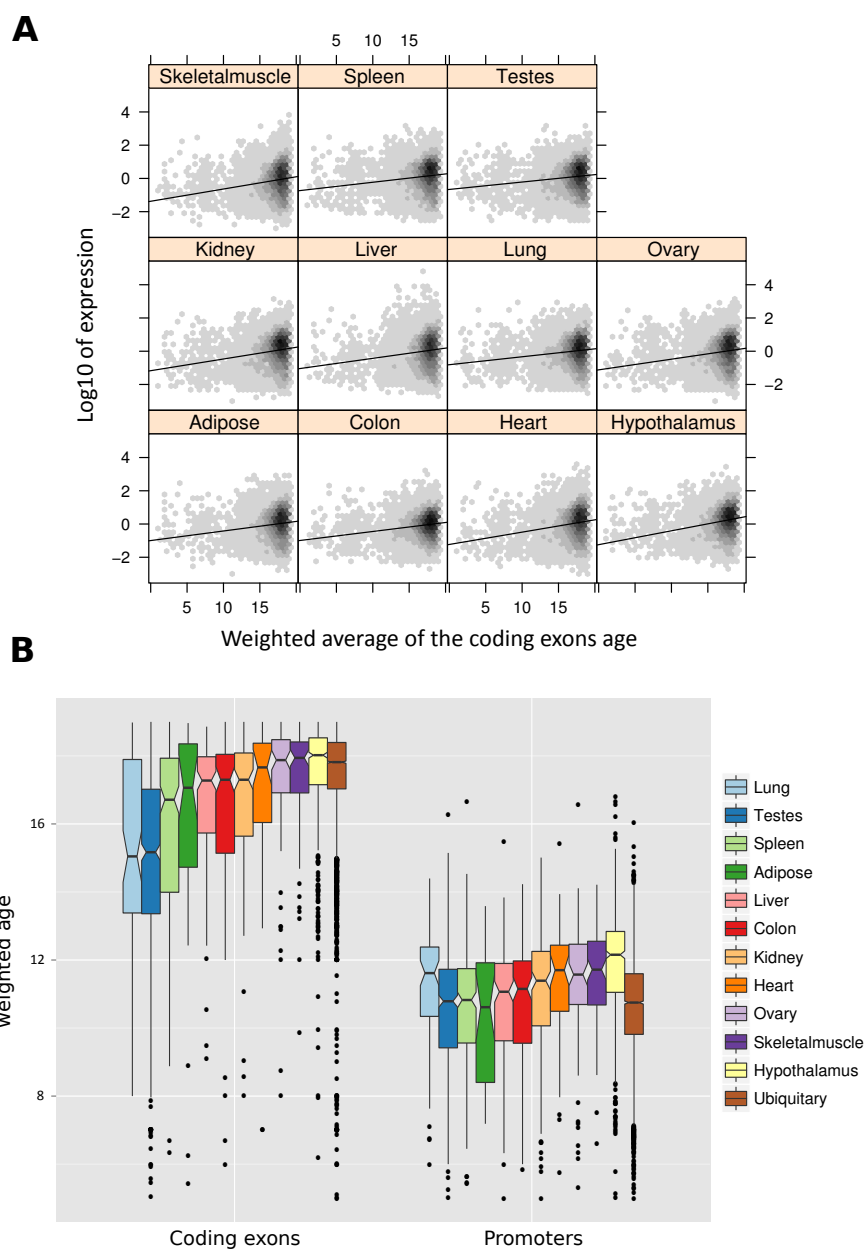 A
5 10 15
Skeletalmuscle Spleen Testes
4
2
0
−2
Kidney Liver Lung Ovary
4
2
0
−2
Log10 of expression
Adipose Colon Heart Hypothalamus
4
2
0
−2
5 10 15 5 10 15
Weighted average of the coding exons age
B
16
12
8
Weighted age
Coding exons Promoters
Lung
Testes
Spleen
Adipose
Liver
Colon
Kidney
Heart
Ovary
Skeletalmuscle
Hypothalamus
Ubiquitary